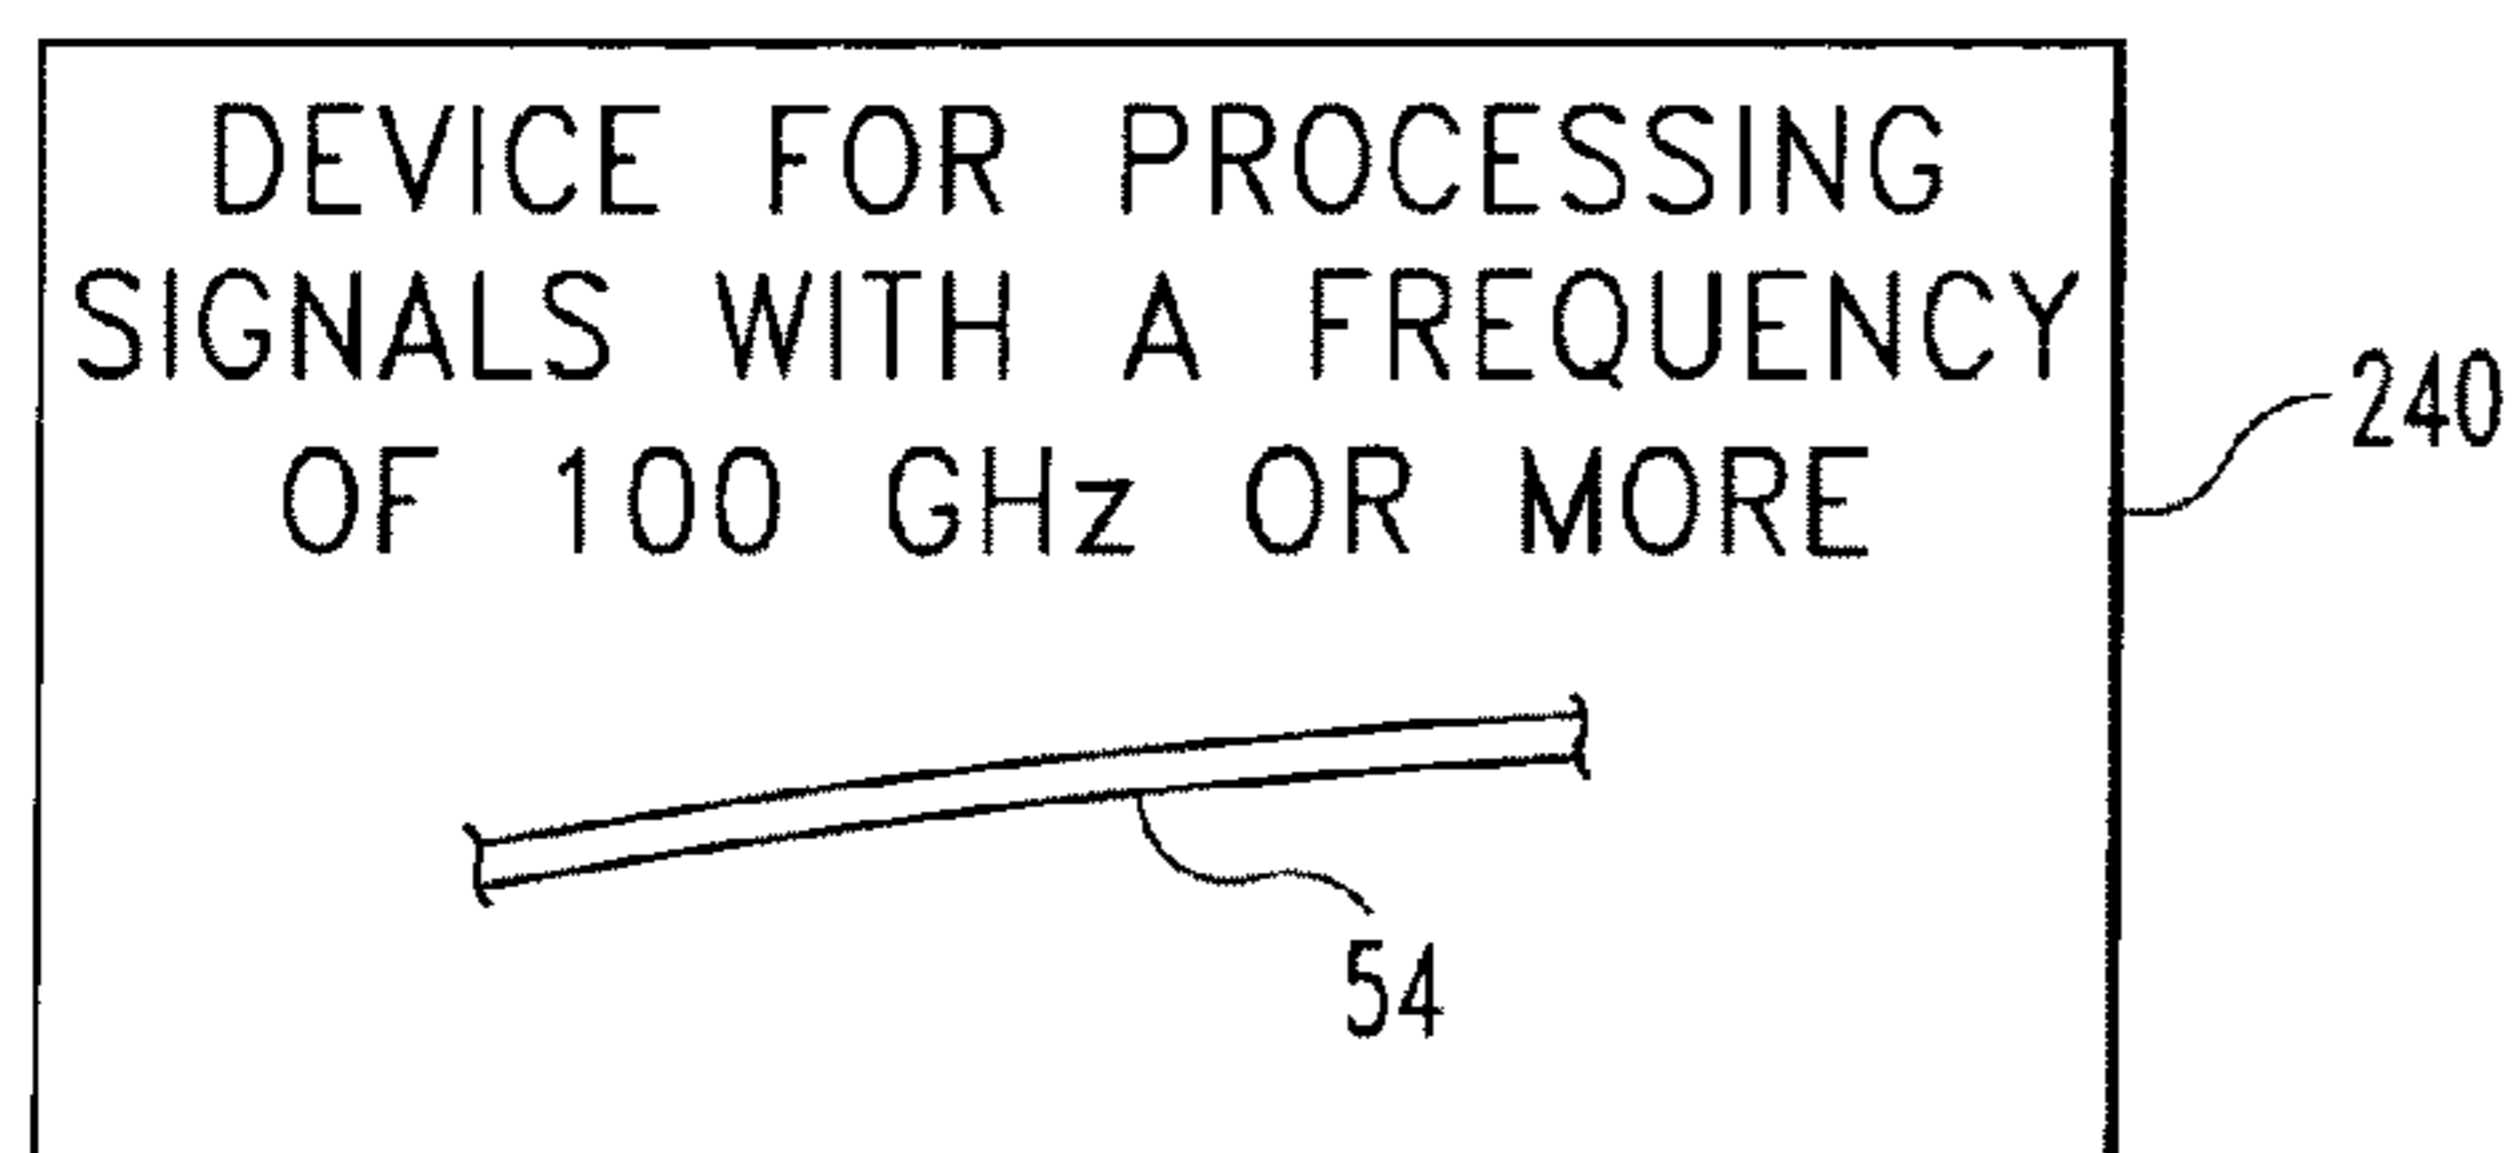 DEVICE FOR PROCESSING
SIGNALS WITH A FREQUENCY
OF 100 GHz OR MORE
240
54